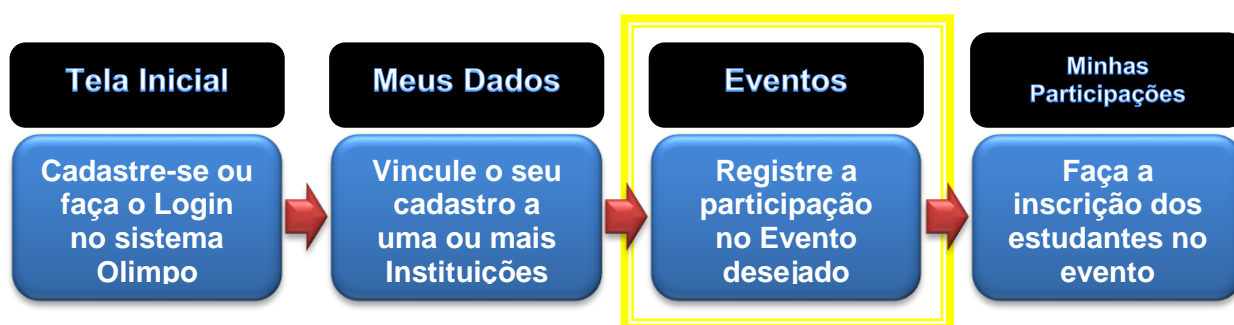 Tela Inicial
Cadastre-se ou
faça o Login
no sistema
Olimpo
Meus Dados
Vincule o seu
cadastro a
uma ou mais
Instituições
Eventos
Registre a
participação
no Evento
desejado
Minhas
Participações
Faça a
inscrição dos
estudantes no
evento